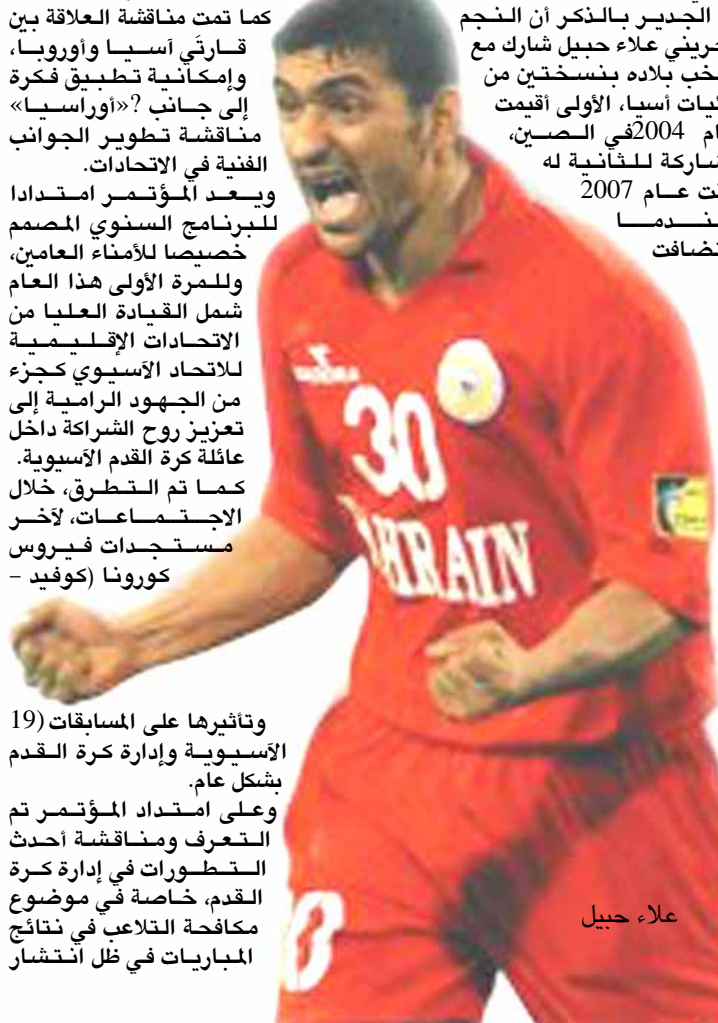 الجدير بالذكر أن النجم
علاء حبيل شارك مع
بلاده بنسختين من
آسيا، الأولى أقيمت
2004في الصين،
للثانية له
عام 2007
كما تمت مناقشة العلاقة بين
قارتَي آسيا وأوروبا،
وإمكانية تطبيق فكرة
«أوراسيا»? إلى جانب
مناقشة تطوير الجوانب
الفنية في الاتحادات.
ويعد المؤتمر امتدادا
للبرنامج السنوي المصمم
خصيصا للأمناء العامين،
وللمرة الأولى هذا العام
شمل القيادة العليا من
الاتحادات الإقليمية
للاتحاد الآسيوي كجزء
من الجهود الرامية إلى
تعزيز روح الشراكة داخل
عائلة كرة القدم الآسيوية.
كما تم التطرق، خلال
الاجتماعات، لآخر
مستجدات فيروس
كورونا (كوفيد –
19) وتأثيرها على المسابقات
الآسيوية وإدارة كرة القدم
بشكل عام.
وعلى امتداد المؤتمر تم
التعرف ومناقشة أحدث
التطورات في إدارة كرة
القدم، خاصة في موضوع
مكافحة التلاعب في نتائج
المباريات في ظل انتشار
30
علاء حبيل